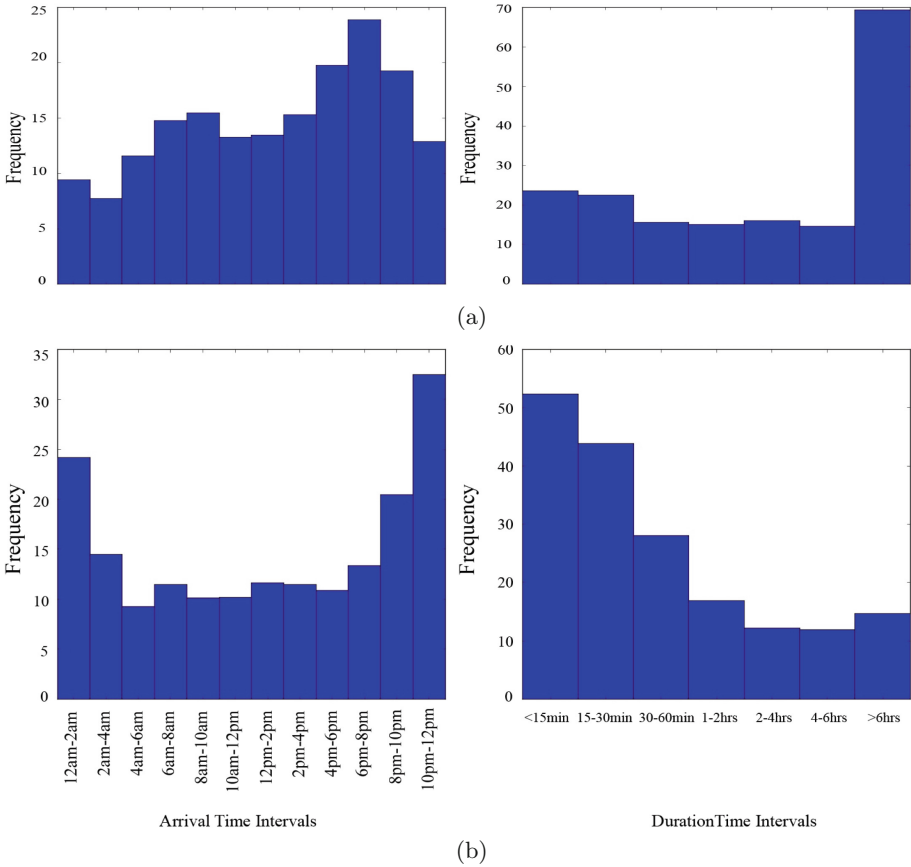 25
20
15
10
5
0
Frequency
70
60
50
40
30
20
10
0
Frequency
(a)
35
30
25
20
15
10
5
0
Frequency
12am-2am
2am-4am
4am-6am
6am-8am
8am-10am
10am-12pm
12pm-2pm
2pm-4pm
4pm-6pm
6pm-8pm
8pm-10pm
10pm-12pm
Arrival Time Intervals
60
50
40
30
20
10
0
Frequency
<15min 15-30min 30-60min 1-2hrs 2-4hrs 4-6hrs >6hrs
DurationTime Intervals
(b)